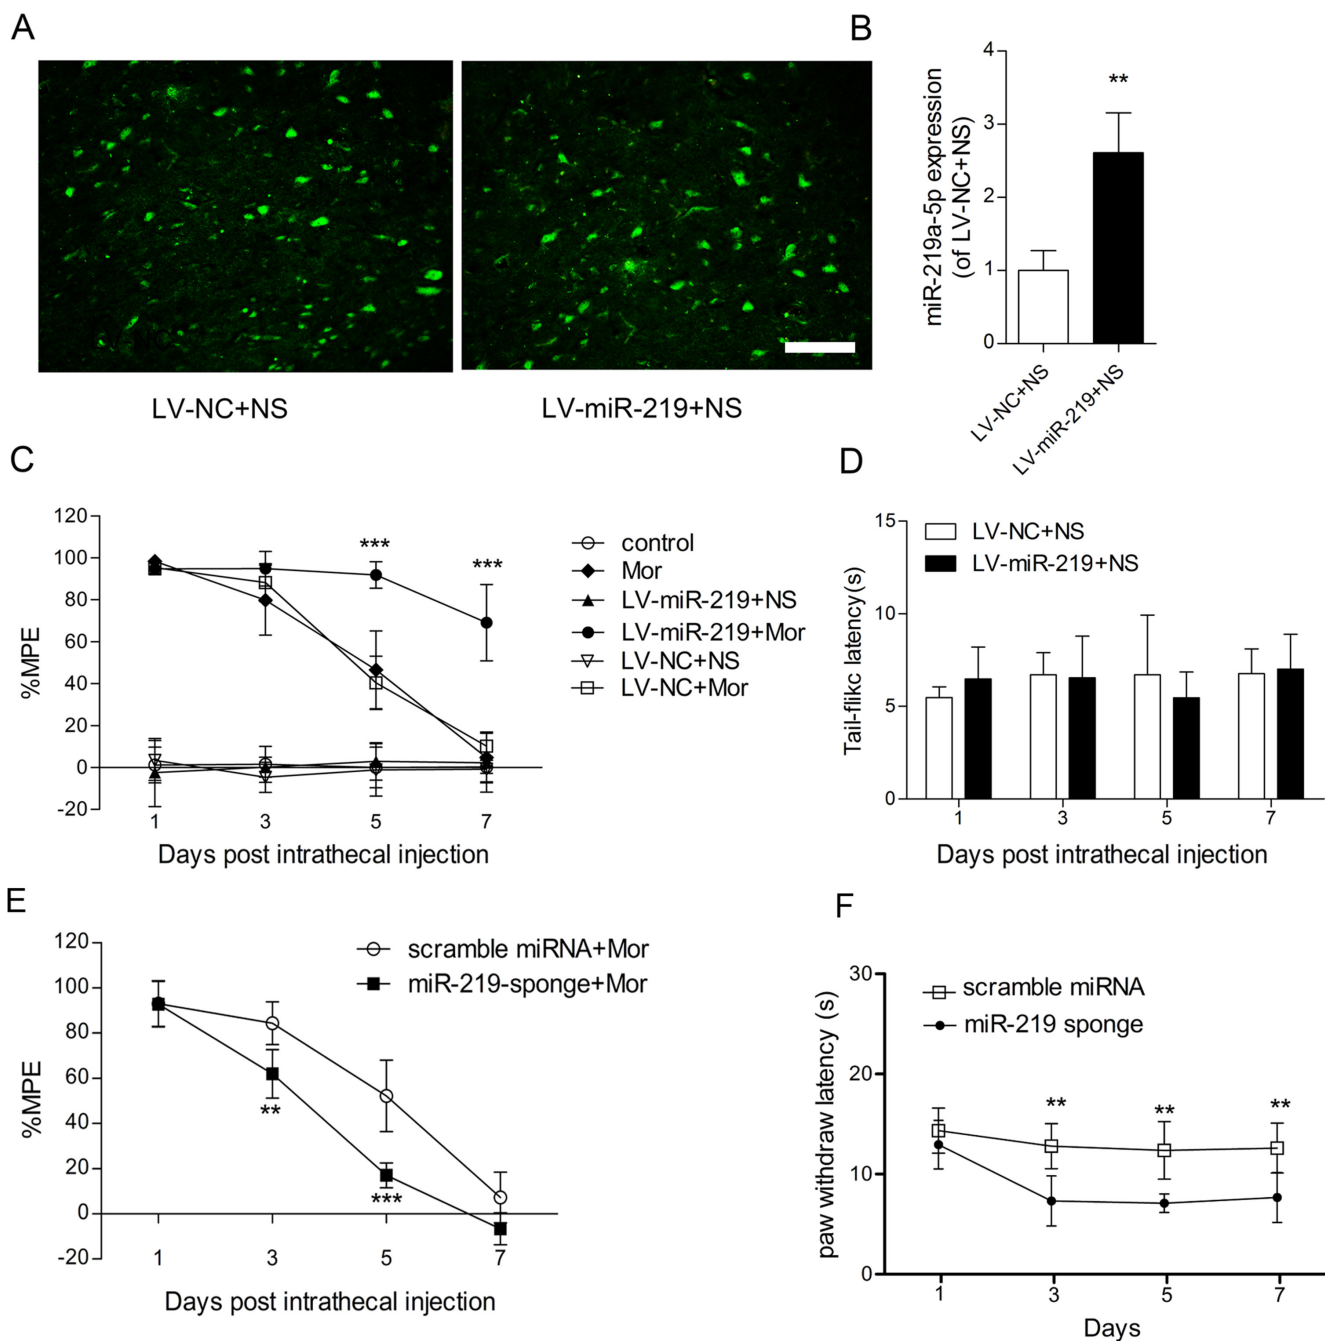 A
LV-NC+NS
LV-miR-219+NS
B
miR-219a-5p expression
(of LV-NC+NS)
4
3
2
1
0
**
LV-NC+NS
LV-miR-219+NS
C
%MPE
120
100
80
60
40
20
0
-20
***
***
1 3 5 7
Days post intrathecal injection
control
Mor
LV-miR-219+NS
LV-miR-219+Mor
LV-NC+NS
LV-NC+Mor
D
Tail-flikc latency(s)
15
10
5
0
LV-NC+NS
LV-miR-219+NS
1 3 5 7
Days post intrathecal injection
E
%MPE
120
100
80
60
40
20
0
-20
scramble miRNA+Mor
miR-219-sponge+Mor
**
***
1 3 5 7
Days post intrathecal injection
F
paw withdraw latency (s)
30
20
10
0
scramble miRNA
miR-219 sponge
** ** **
1 3 5 7
Days